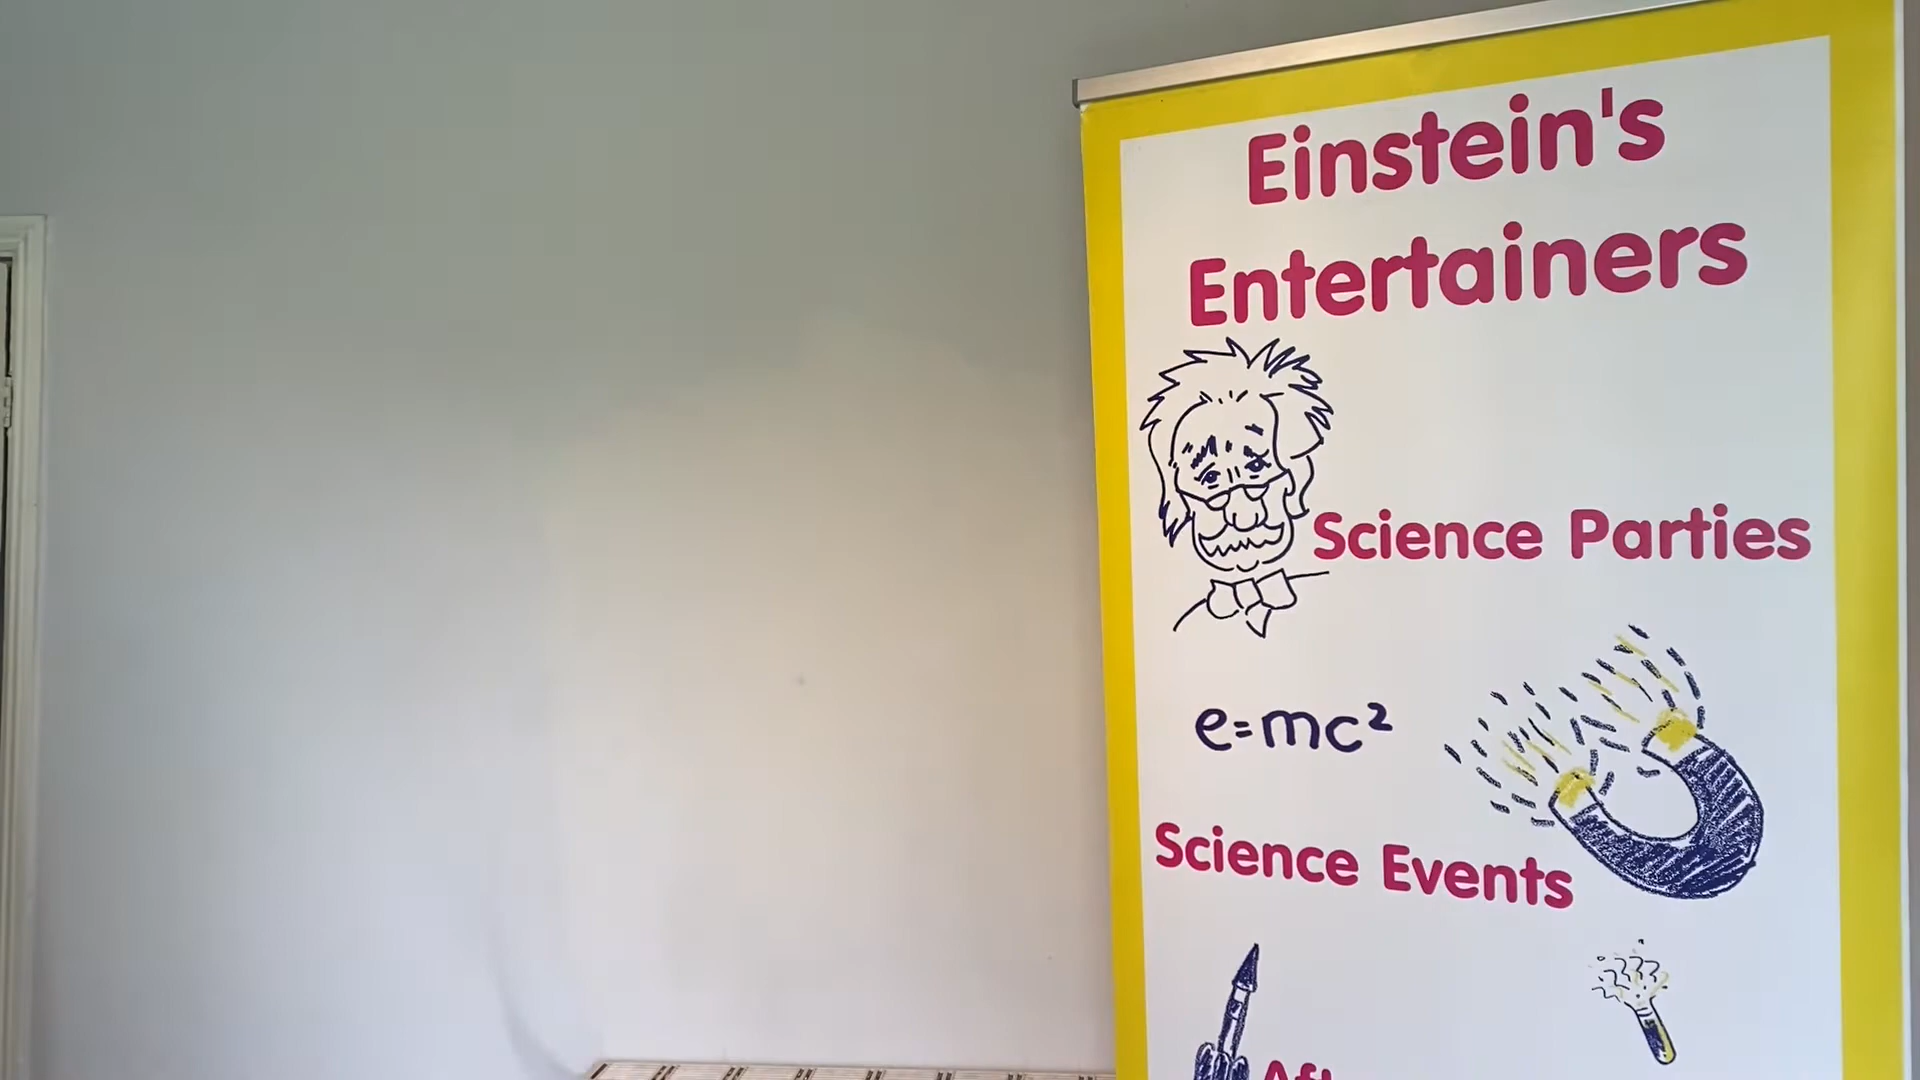 Einstein's
Entertainers
Science Parties
e=mc²
Science Events